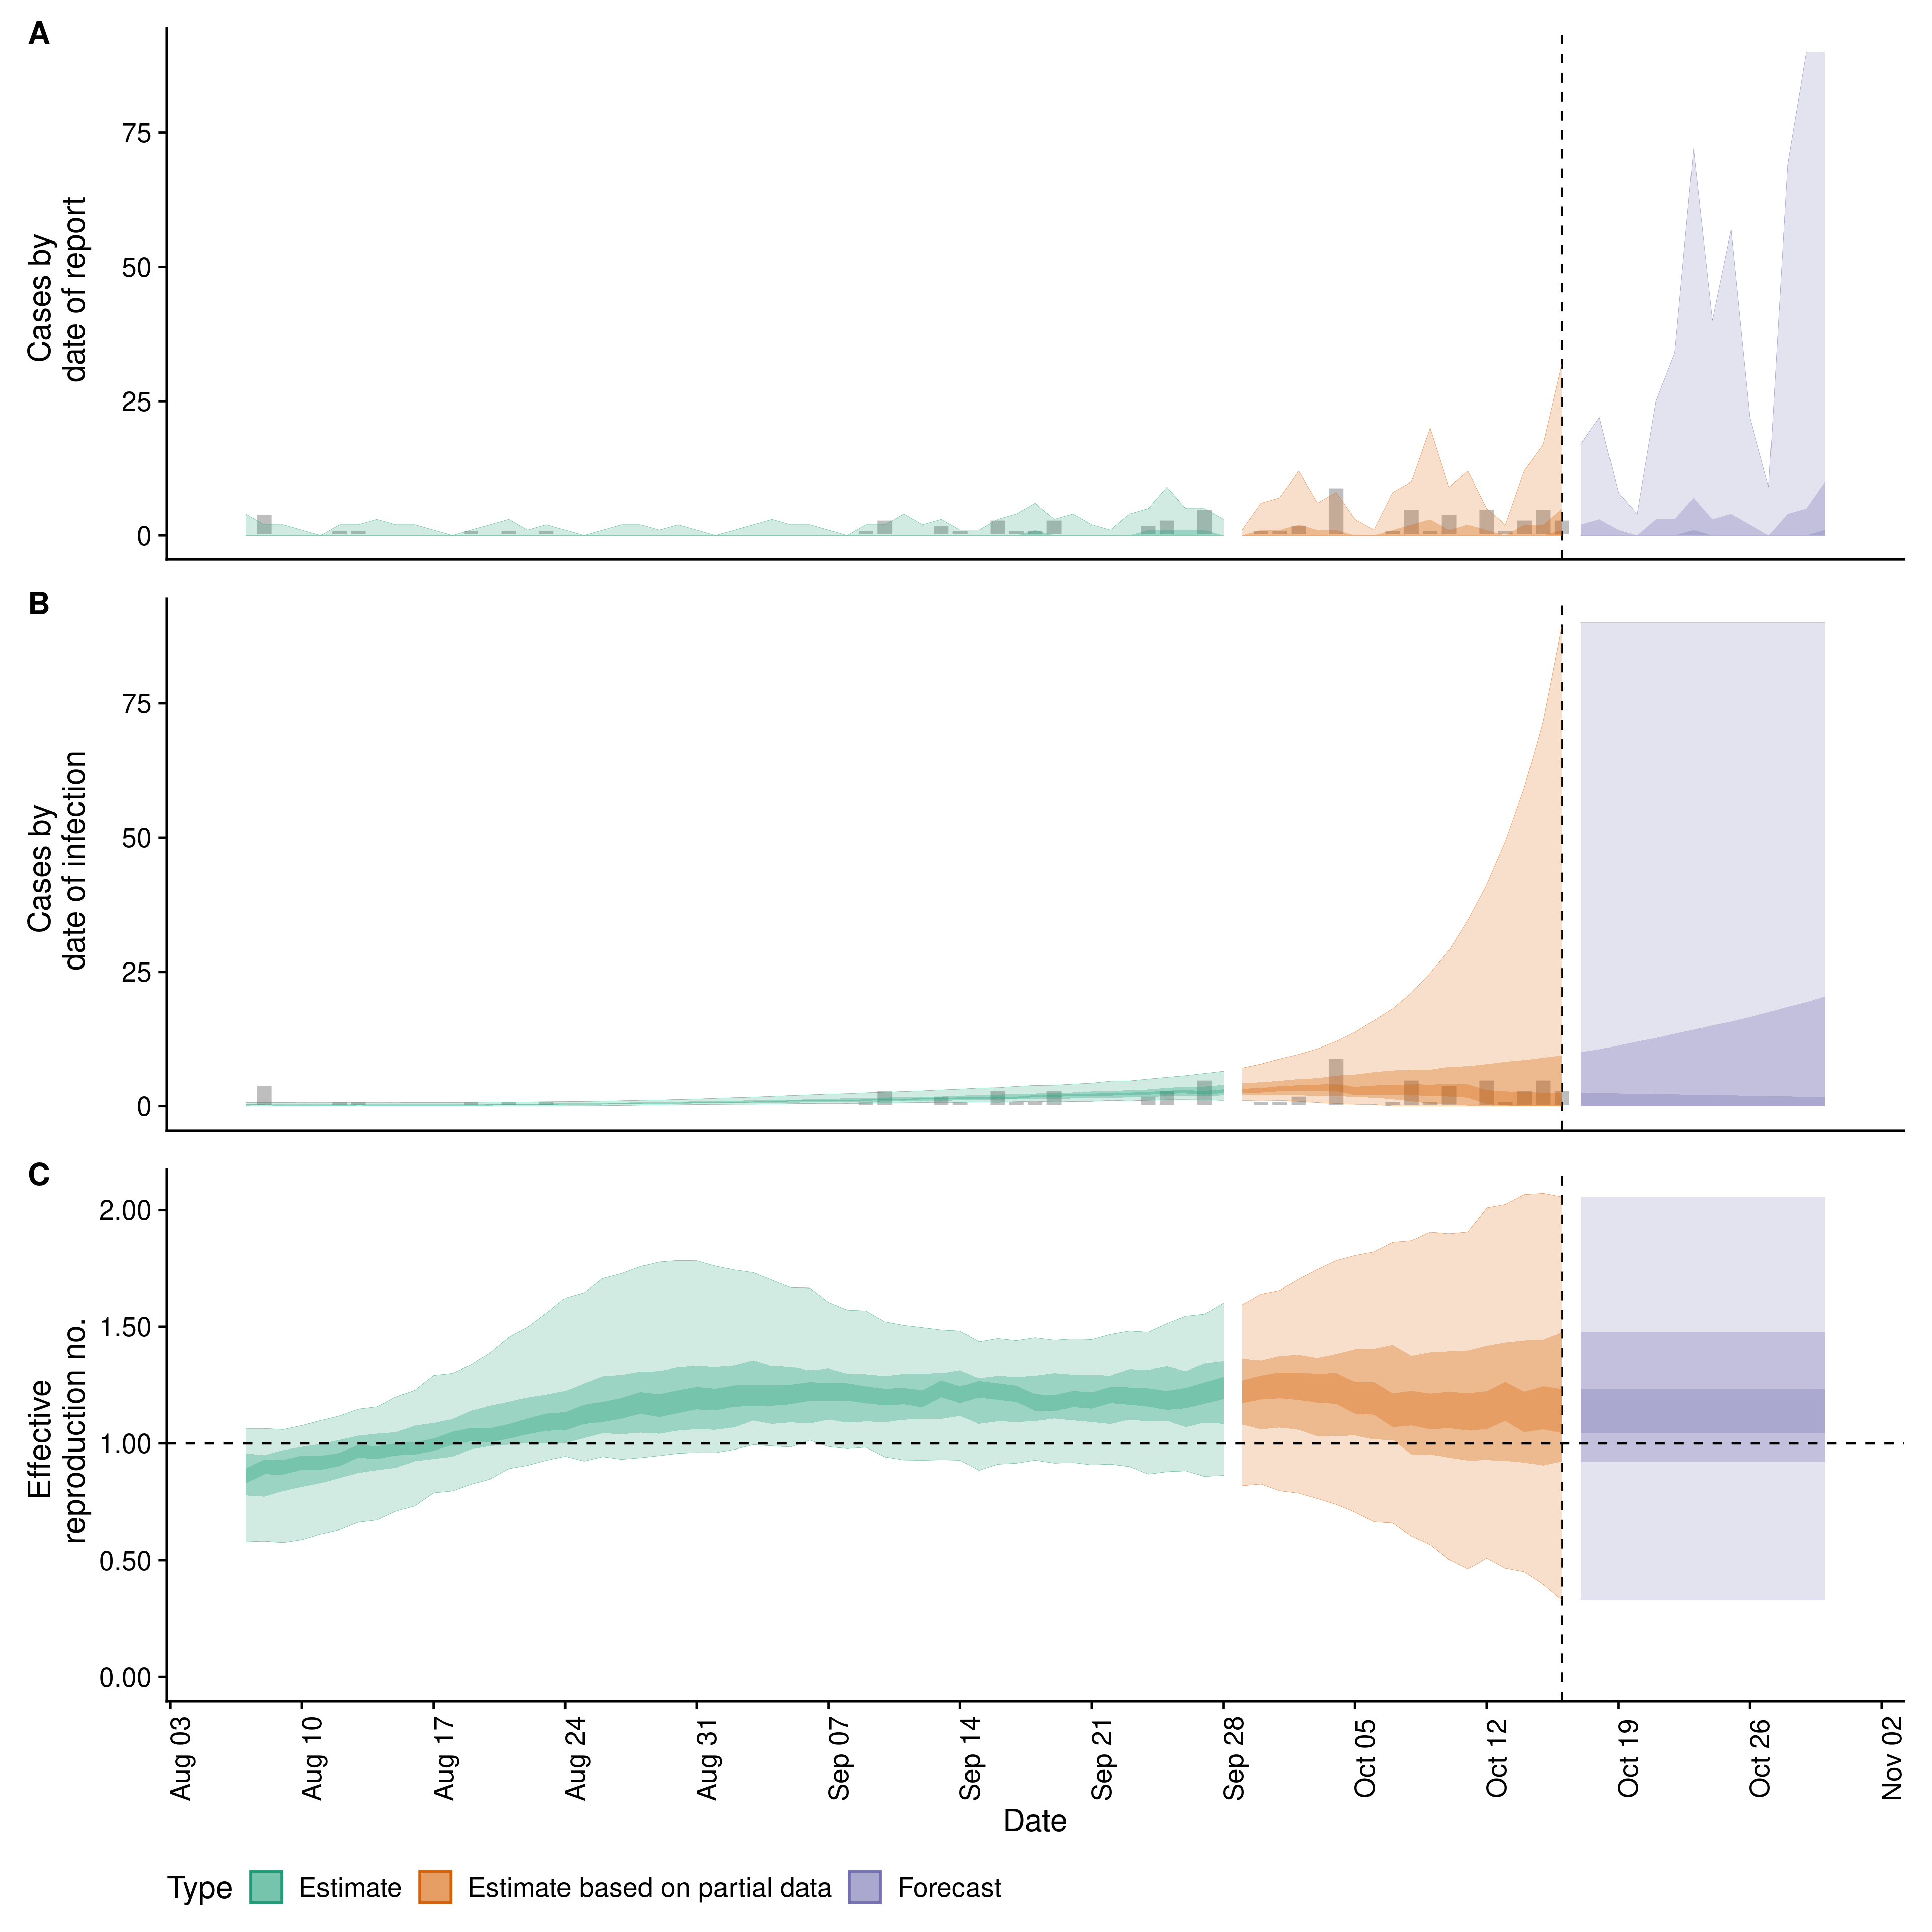 A
Cases by
date of report
75
50
25
0
B
Cases by
date of infection
75
50
25
0
C
Effective
reproduction no.
2.00
1.50
1.00
0.50
0.00
Aug 03
Aug 10
Aug 17
Aug 24
Aug 31
Sep 07
Sep 14
Sep 21
Sep 28
Oct 05
Oct 12
Oct 19
Oct 26
Nov 02
Date
Type Estimate Estimate based on partial data Forecast